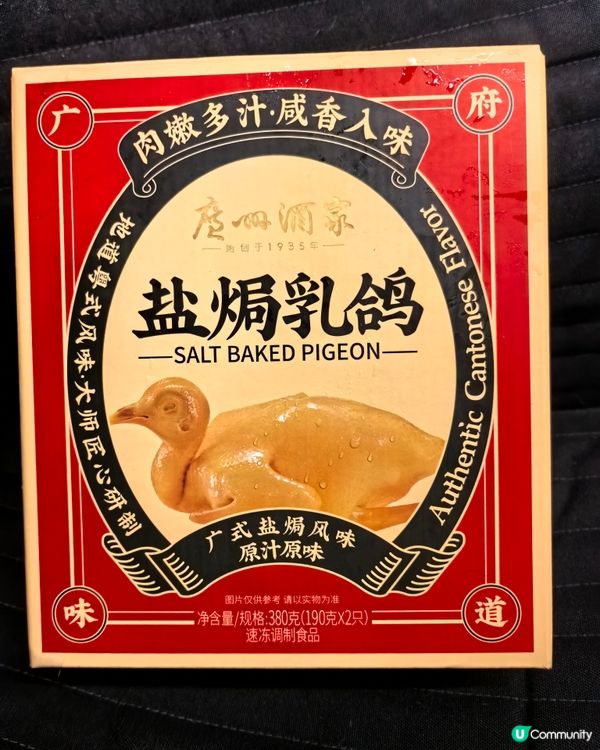 广
府
肉嫩多汁·咸香入味
廣州酒家
始创于1935年
地道粤式风味·大师匠心研制
Authentic Cantonese Flavor
盐焗乳鸽
SALT BAKED PIGEON
广式盐焗风味
原汁原味
味
道
图片仅供参考 请以实物为准
净含量/规格:380克(190克X2只)
速冻调制食品
U Community